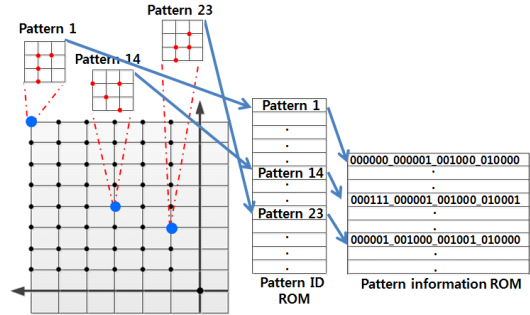 Pattern 23
Pattern 1
Pattern 14
Pattern 1
Pattern 14
Pattern 23
000000_000001_001000_010000
000111_000001_001000_010001
000001_001000_001001_010000
Pattern ID
ROM
Pattern information ROM